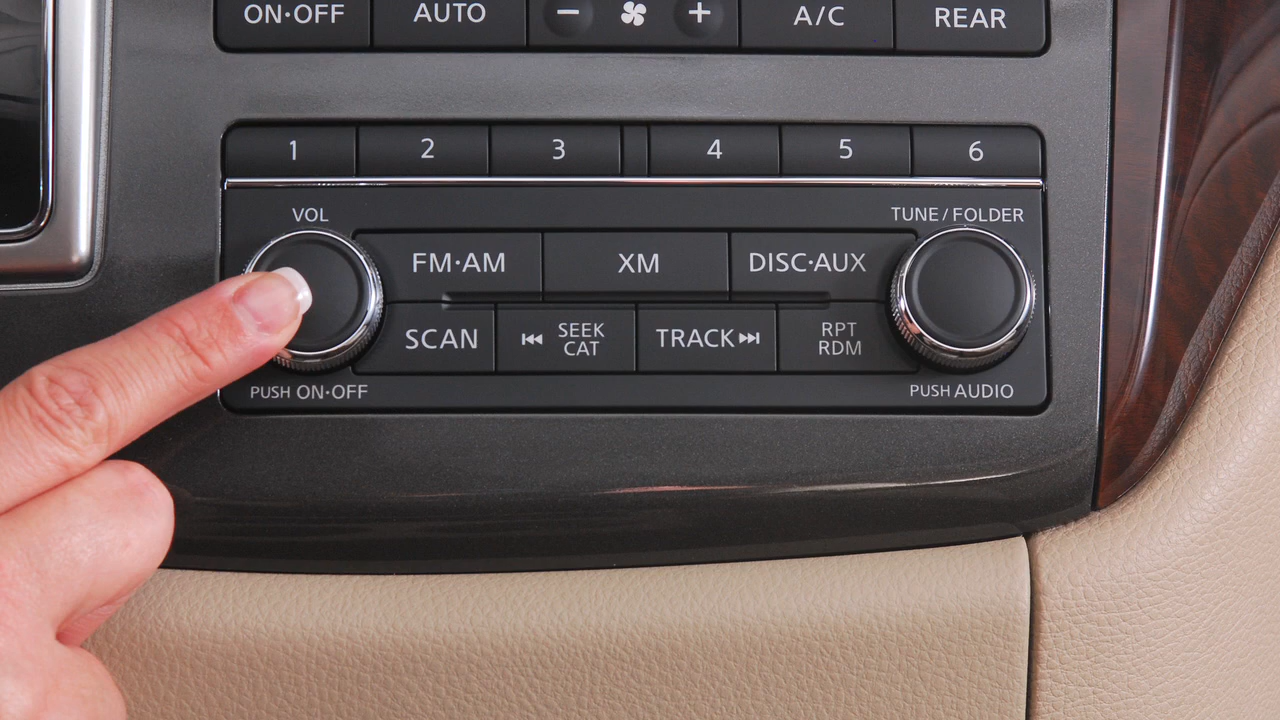 ON·OFF AUTO − + A/C REAR
1 2 3 4 5 6
VOL TUNE / FOLDER
FM·AM XM DISC·AUX
SCAN SEEK CAT TRACK RPT RDM
PUSH ON·OFF PUSH AUDIO